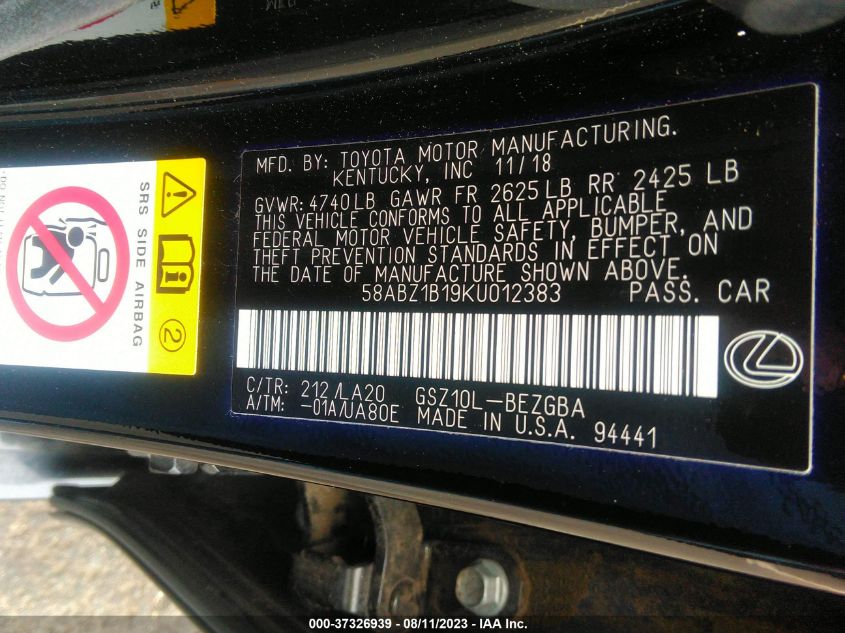 MFD. BY: TOYOTA MOTOR MANUFACTURING.
KENTUCKY, INC 11/18
GVWR: 4740LB GAWR FR 2625LB RR 2425 LB
THIS VEHICLE CONFORMS TO ALL APPLICABLE
FEDERAL MOTOR VEHICLE SAFETY, BUMPER, AND
THEFT PREVENTION STANDARDS IN EFFECT ON
THE DATE OF MANUFACTURE SHOWN ABOVE.
58ABZ1B19KU012383 PASS. CAR
C/TR: 212/LA20 GSZ10L-BEZGBA
A/TM: -01A/UA80E MADE IN U.S.A. 94441
SRS SIDE AIRBAG
2
000-37326939 - 08/11/2023 - IAA Inc.